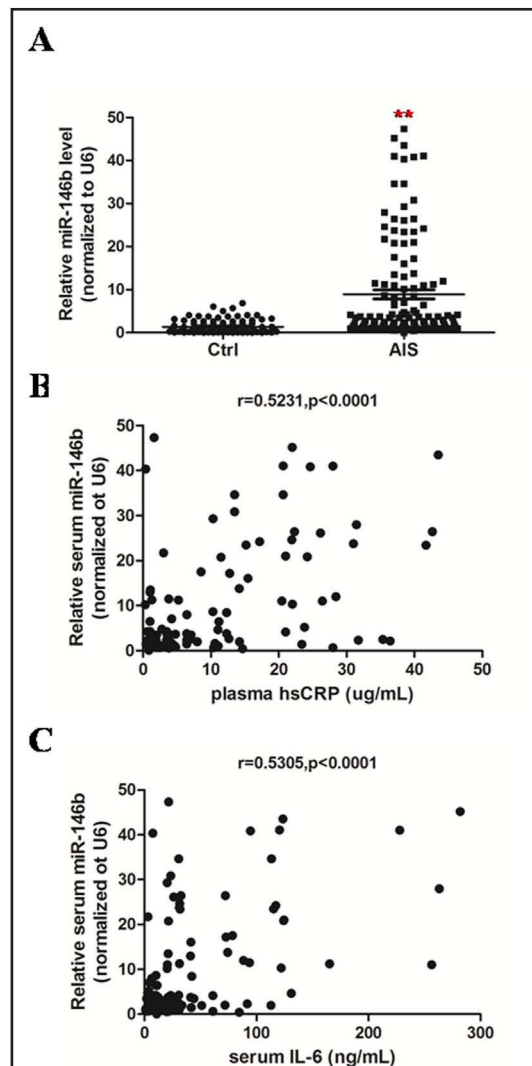 A
**
Relative miR-146b level
(normalized to U6)
50
40
30
20
10
0
Ctrl
AIS
B
r=0.5231,p<0.0001
Relative serum miR-146b
(normalized ot U6)
50
40
30
20
10
0
0
10
20
30
40
50
plasma hsCRP (ug/mL)
C
r=0.5305,p<0.0001
Relative serum miR-146b
(normalized ot U6)
50
40
30
20
10
0
0
100
200
300
serum IL-6 (ng/mL)